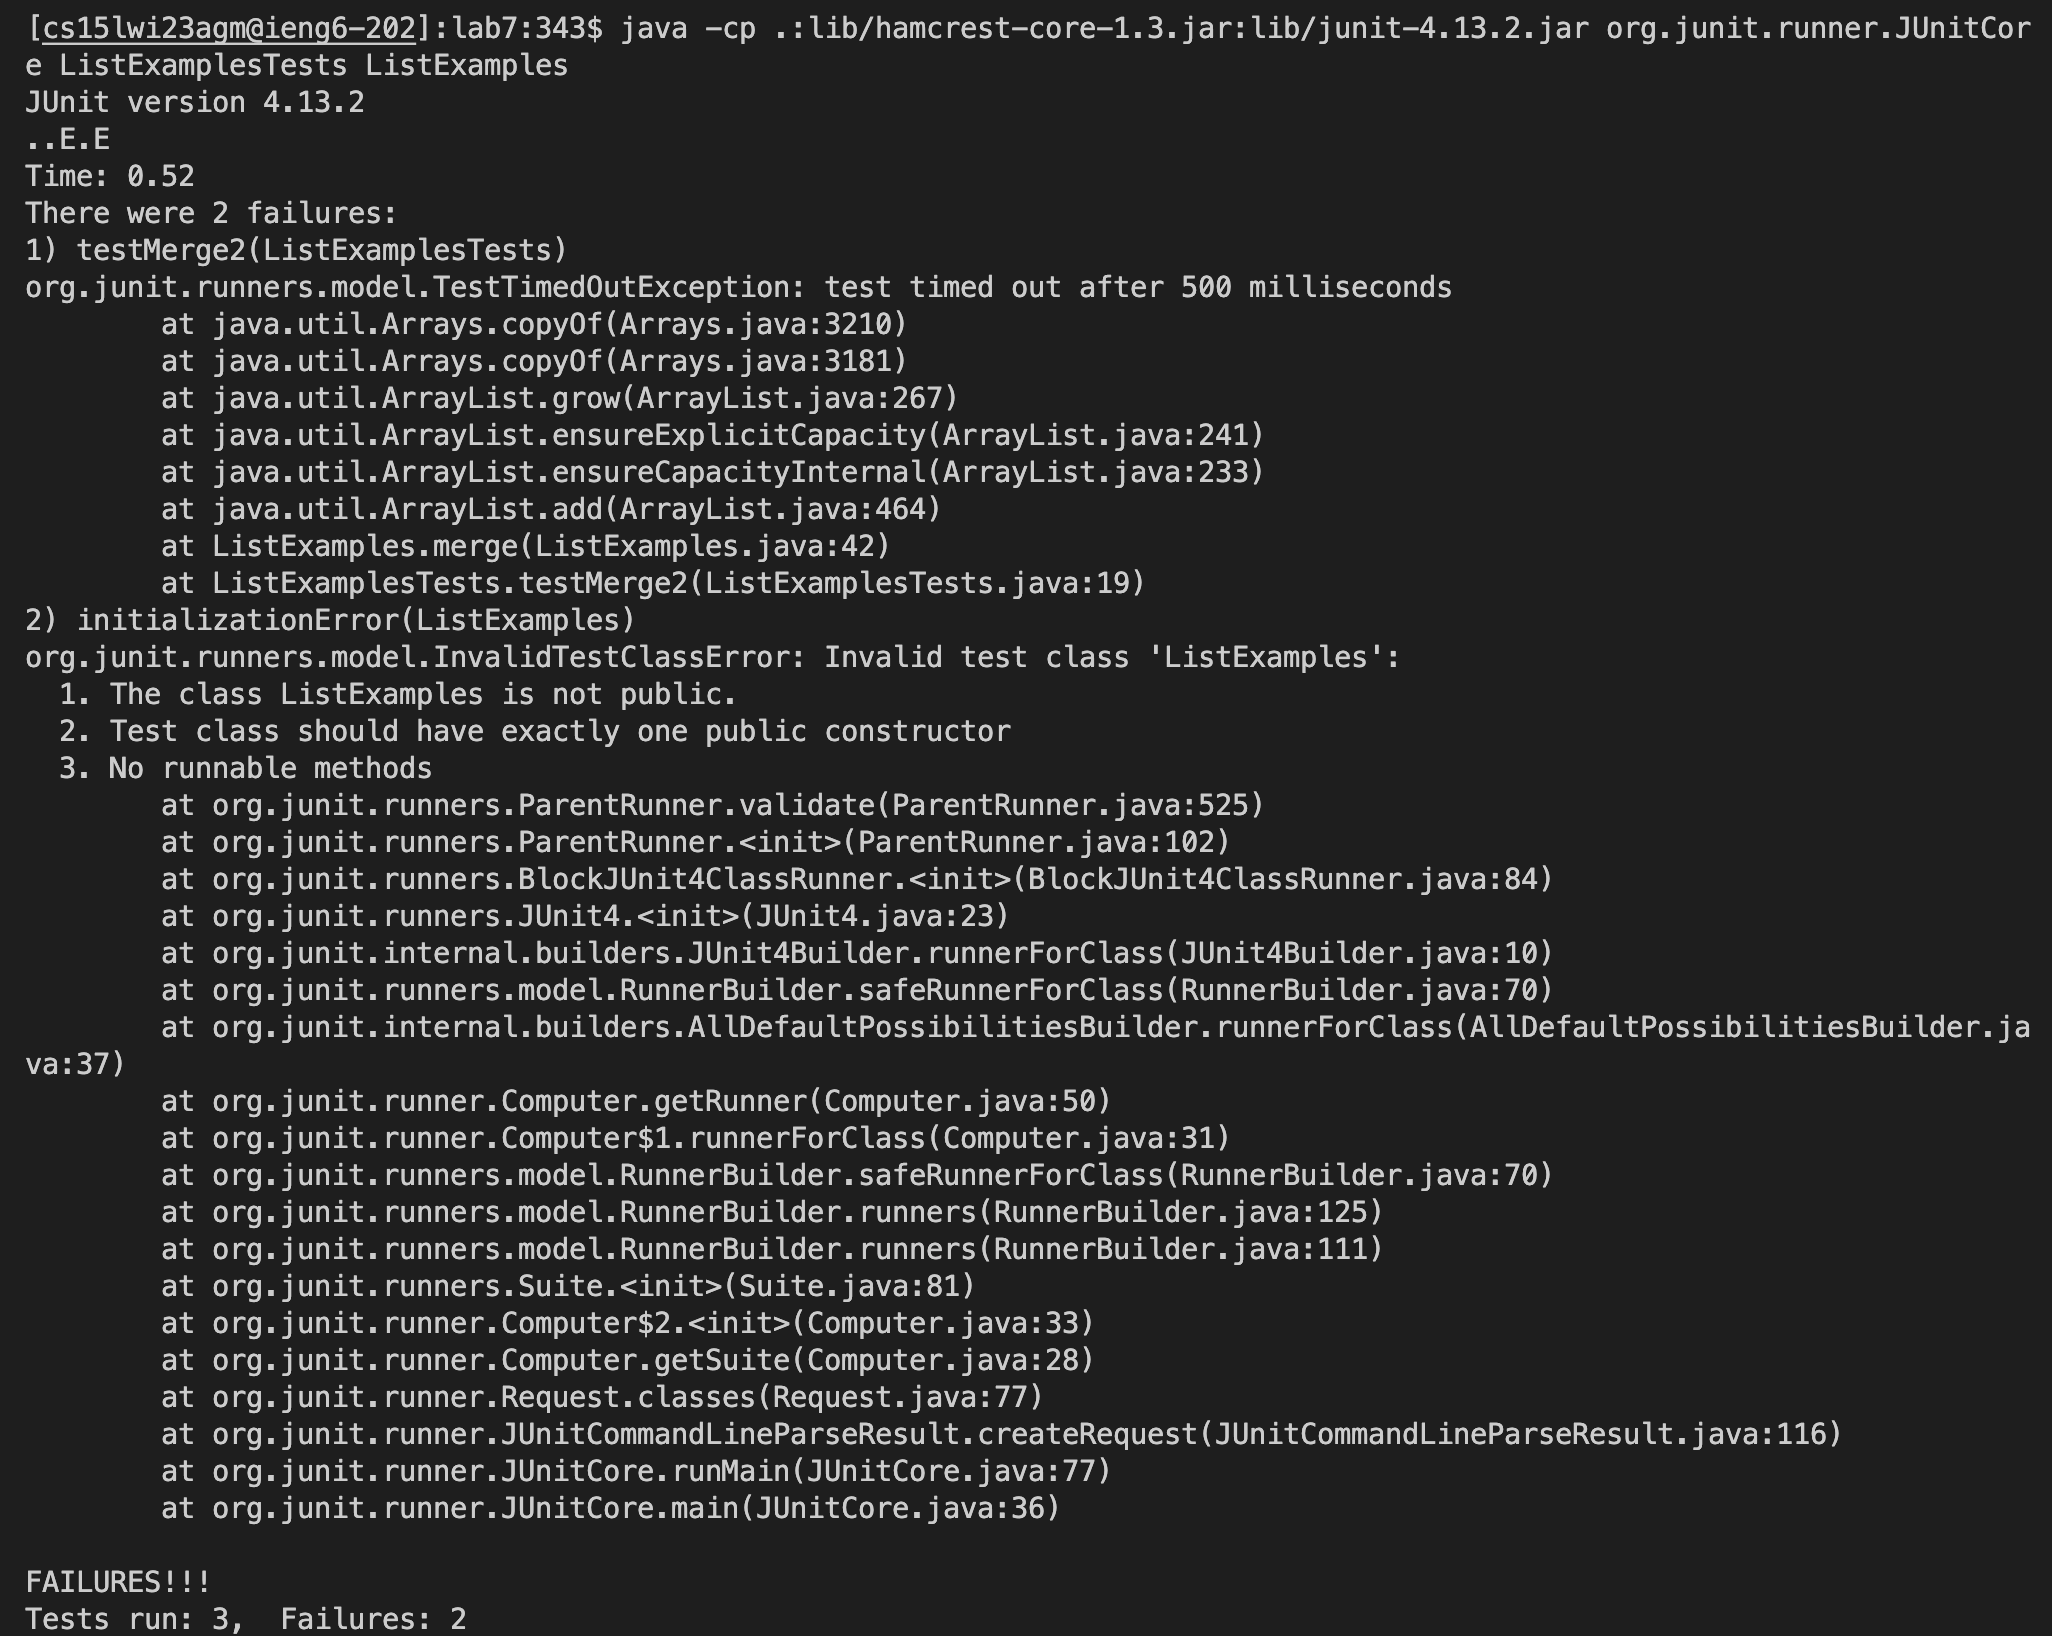 [cs15lwi23agm@ieng6-202]:lab7:343$ java -cp .:lib/hamcrest-core-1.3.jar:lib/junit-4.13.2.jar org.junit.runner.JUnitCor
e ListExamplesTests ListExamples
JUnit version 4.13.2
..E.E
Time: 0.52
There were 2 failures:
1) testMerge2(ListExamplesTests)
org.junit.runners.model.TestTimedOutException: test timed out after 500 milliseconds
        at java.util.Arrays.copyOf(Arrays.java:3210)
        at java.util.Arrays.copyOf(Arrays.java:3181)
        at java.util.ArrayList.grow(ArrayList.java:267)
        at java.util.ArrayList.ensureExplicitCapacity(ArrayList.java:241)
        at java.util.ArrayList.ensureCapacityInternal(ArrayList.java:233)
        at java.util.ArrayList.add(ArrayList.java:464)
        at ListExamples.merge(ListExamples.java:42)
        at ListExamplesTests.testMerge2(ListExamplesTests.java:19)
2) initializationError(ListExamples)
org.junit.runners.model.InvalidTestClassError: Invalid test class 'ListExamples':
  1. The class ListExamples is not public.
  2. Test class should have exactly one public constructor
  3. No runnable methods
        at org.junit.runners.ParentRunner.validate(ParentRunner.java:525)
        at org.junit.runners.ParentRunner.<init>(ParentRunner.java:102)
        at org.junit.runners.BlockJUnit4ClassRunner.<init>(BlockJUnit4ClassRunner.java:84)
        at org.junit.runners.JUnit4.<init>(JUnit4.java:23)
        at org.junit.internal.builders.JUnit4Builder.runnerForClass(JUnit4Builder.java:10)
        at org.junit.runners.model.RunnerBuilder.safeRunnerForClass(RunnerBuilder.java:70)
        at org.junit.internal.builders.AllDefaultPossibilitiesBuilder.runnerForClass(AllDefaultPossibilitiesBuilder.ja
va:37)
        at org.junit.runner.Computer.getRunner(Computer.java:50)
        at org.junit.runner.Computer$1.runnerForClass(Computer.java:31)
        at org.junit.runners.model.RunnerBuilder.safeRunnerForClass(RunnerBuilder.java:70)
        at org.junit.runners.model.RunnerBuilder.runners(RunnerBuilder.java:125)
        at org.junit.runners.model.RunnerBuilder.runners(RunnerBuilder.java:111)
        at org.junit.runners.Suite.<init>(Suite.java:81)
        at org.junit.runner.Computer$2.<init>(Computer.java:33)
        at org.junit.runner.Computer.getSuite(Computer.java:28)
        at org.junit.runner.Request.classes(Request.java:77)
        at org.junit.runner.JUnitCommandLineParseResult.createRequest(JUnitCommandLineParseResult.java:116)
        at org.junit.runner.JUnitCore.runMain(JUnitCore.java:77)
        at org.junit.runner.JUnitCore.main(JUnitCore.java:36)

FAILURES!!!
Tests run: 3,  Failures: 2